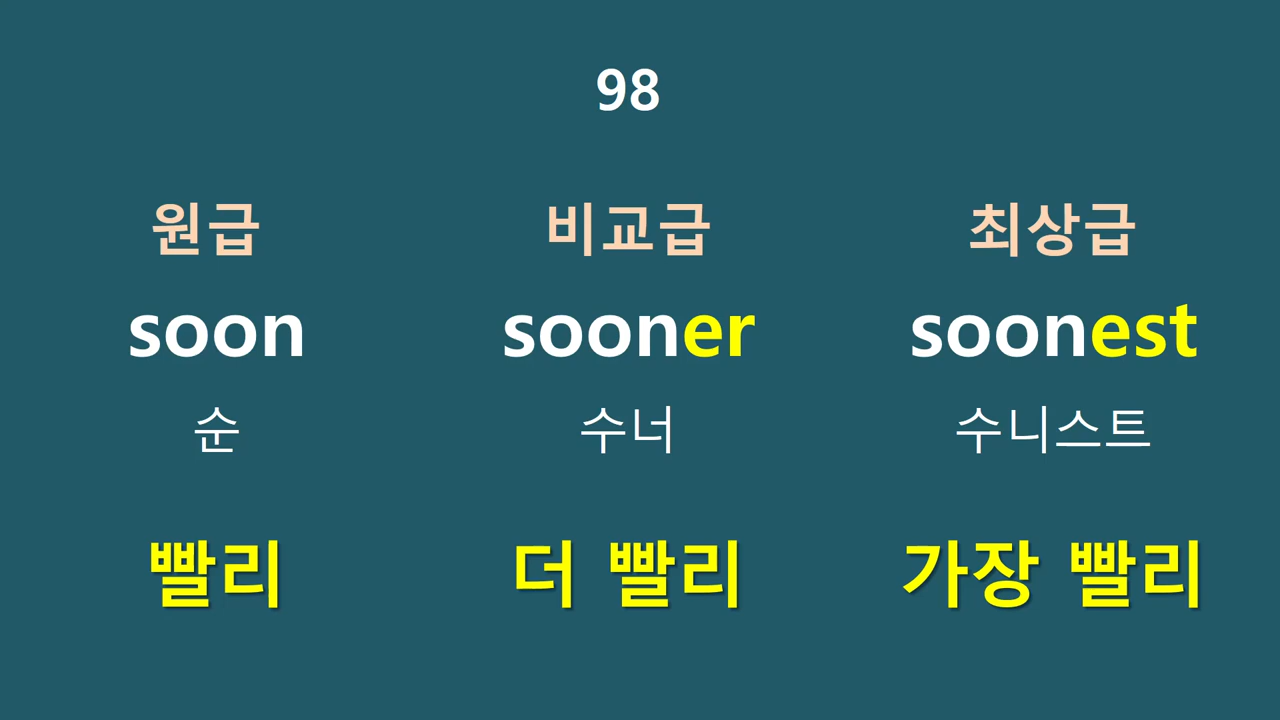 98
원급 비교급 최상급
soon sooner soonest
순 수너 수니스트
빨리 더 빨리 가장 빨리